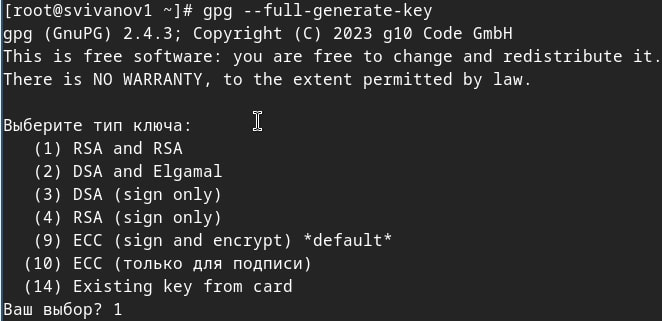 [root@svivanov1 ~]# gpg --full-generate-key
gpg (GnuPG) 2.4.3; Copyright (C) 2023 g10 Code GmbH
This is free software: you are free to change and redistribute it.
There is NO WARRANTY, to the extent permitted by law.

Выберите тип ключа:
   (1) RSA and RSA
   (2) DSA and Elgamal
   (3) DSA (sign only)
   (4) RSA (sign only)
   (9) ECC (sign and encrypt) *default*
  (10) ECC (только для подписи)
  (14) Existing key from card
Ваш выбор? 1